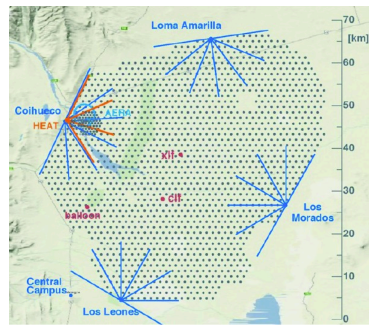 Loma Amarilla
70
[km]
60
50
Coihueco
AERA
HEAT
40
xlf
30
clf
balloon
Los
Morados
20
10
Central
Campus
Los Leones
0